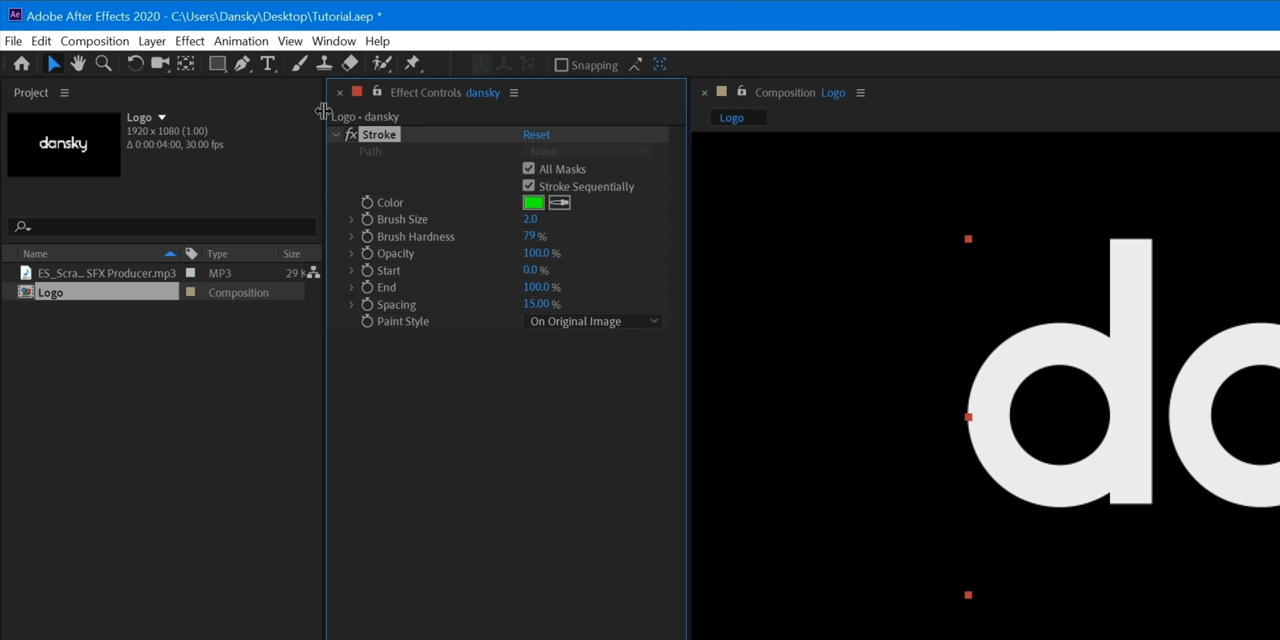 Ae Adobe After Effects 2020 - C:\Users\Dansky\Desktop\Tutorial.aep *
File Edit Composition Layer Effect Animation View Window Help
T Snapping
Project
Logo
1920 x 1080 (1.00)
Δ 0:00:04:00, 30.00 fps
dansky
Name Type Size
ES_Scra... SFX Producer.mp3 MP3 29 K
Logo Composition
Effect Controls dansky
Logo • dansky
fx Stroke Reset
Path None
All Masks
Stroke Sequentially
Color
Brush Size 2.0
Brush Hardness 79 %
Opacity 100.0 %
Start 0.0 %
End 100.0 %
Spacing 15.00 %
Paint Style On Original Image
Composition Logo
Logo
d